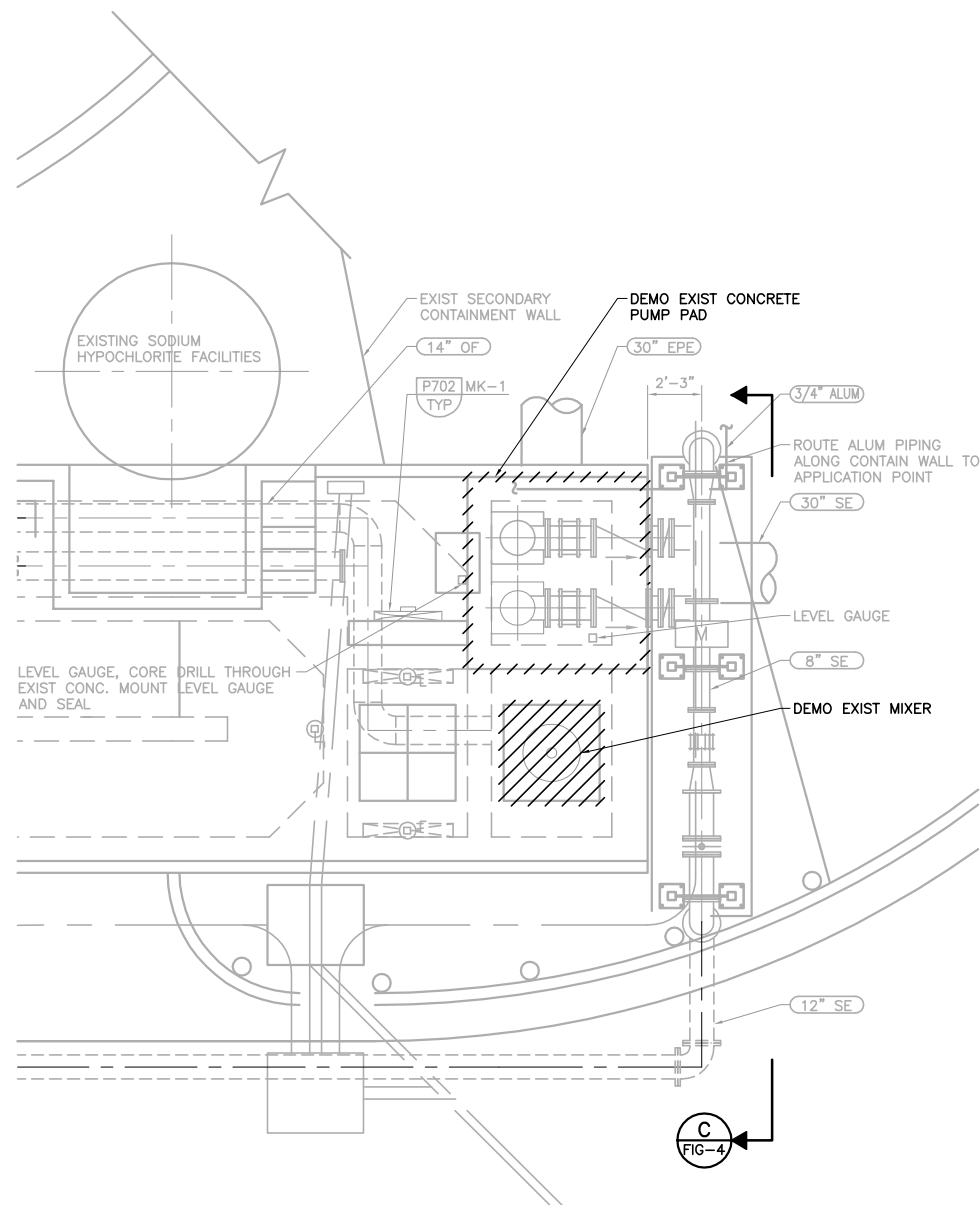 EXIST SECONDARY
CONTAINMENT WALL
DEMO EXIST CONCRETE
PUMP PAD
EXISTING SODIUM
HYPOCHLORITE FACILITIES
14" OF
30" EPE
P702 MK-1
TYP
2'-3"
3/4" ALUM
ROUTE ALUM PIPING
ALONG CONTAIN WALL TO
APPLICATION POINT
30" SE
LEVEL GAUGE
M
8" SE
LEVEL GAUGE, CORE DRILL THROUGH
EXIST CONC. MOUNT LEVEL GAUGE
AND SEAL
DEMO EXIST MIXER
12" SE
C
FIG-4